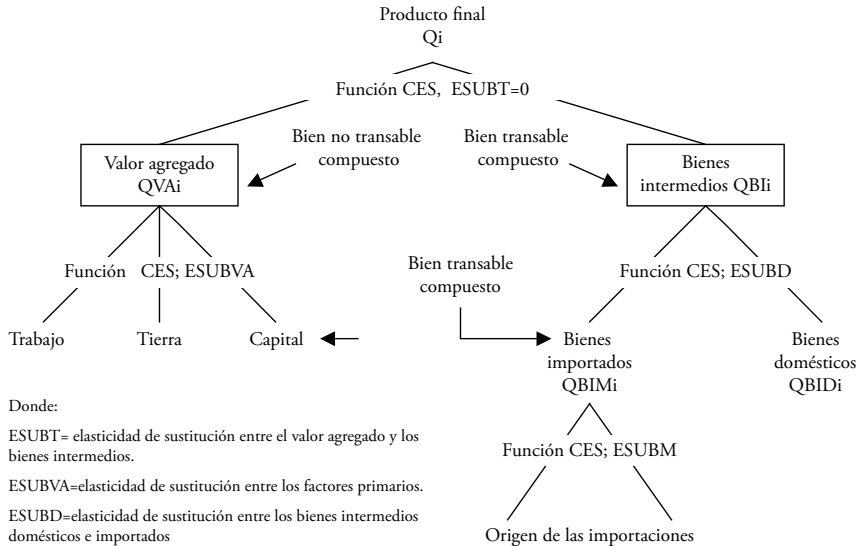 Producto final
Qi
Función CES, ESUBT=0
Bien no transable
compuesto
Bien transable
compuesto
Valor agregado
QVAi
Bienes
intermedios QBIi
Función CES; ESUBVA
Bien transable
compuesto
Función CES; ESUBD
Trabajo
Tierra
Capital
Bienes
importados
QBIMi
Bienes
domésticos
QBIDi
Donde:
ESUBT= elasticidad de sustitución entre el valor agregado y los
bienes intermedios.
ESUBVA=elasticidad de sustitución entre los factores primarios.
ESUBD=elasticidad de sustitución entre los bienes intermedios
domésticos e importados
Función CES; ESUBM
Origen de las importaciones